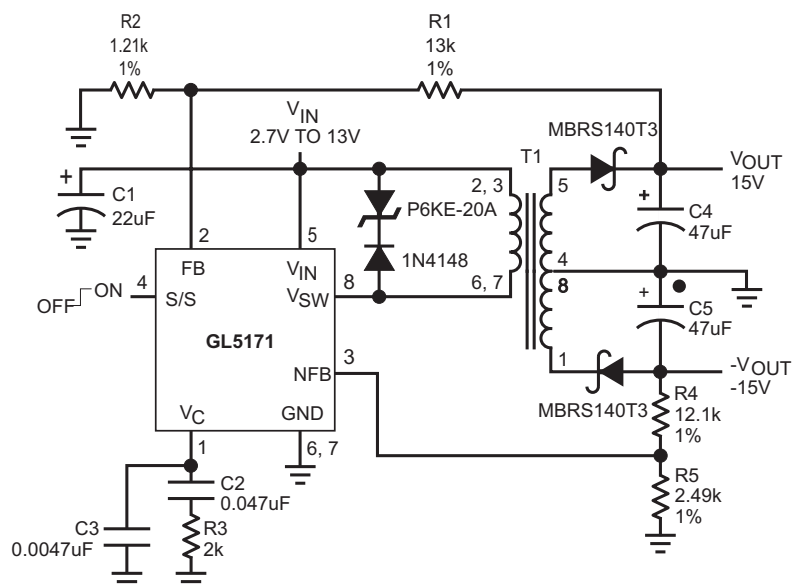 R2
1.21k
1%
R1
13k
1%
VIN
2.7V TO 13V
MBRS140T3
T1
+
C1
22uF
2, 3
6, 7
P6KE-20A
1N4148
5
4
8
1
VOUT
15V
+
C4
47uF
+
C5
47uF
2
5
FB
VIN
4
S/S
ON
OFF
VSW
8
GL5171
NFB
3
VC
GND
1
6, 7
MBRS140T3
-VOUT
-15V
R4
12.1k
1%
R5
2.49k
1%
C2
0.047uF
C3
0.0047uF
R3
2k